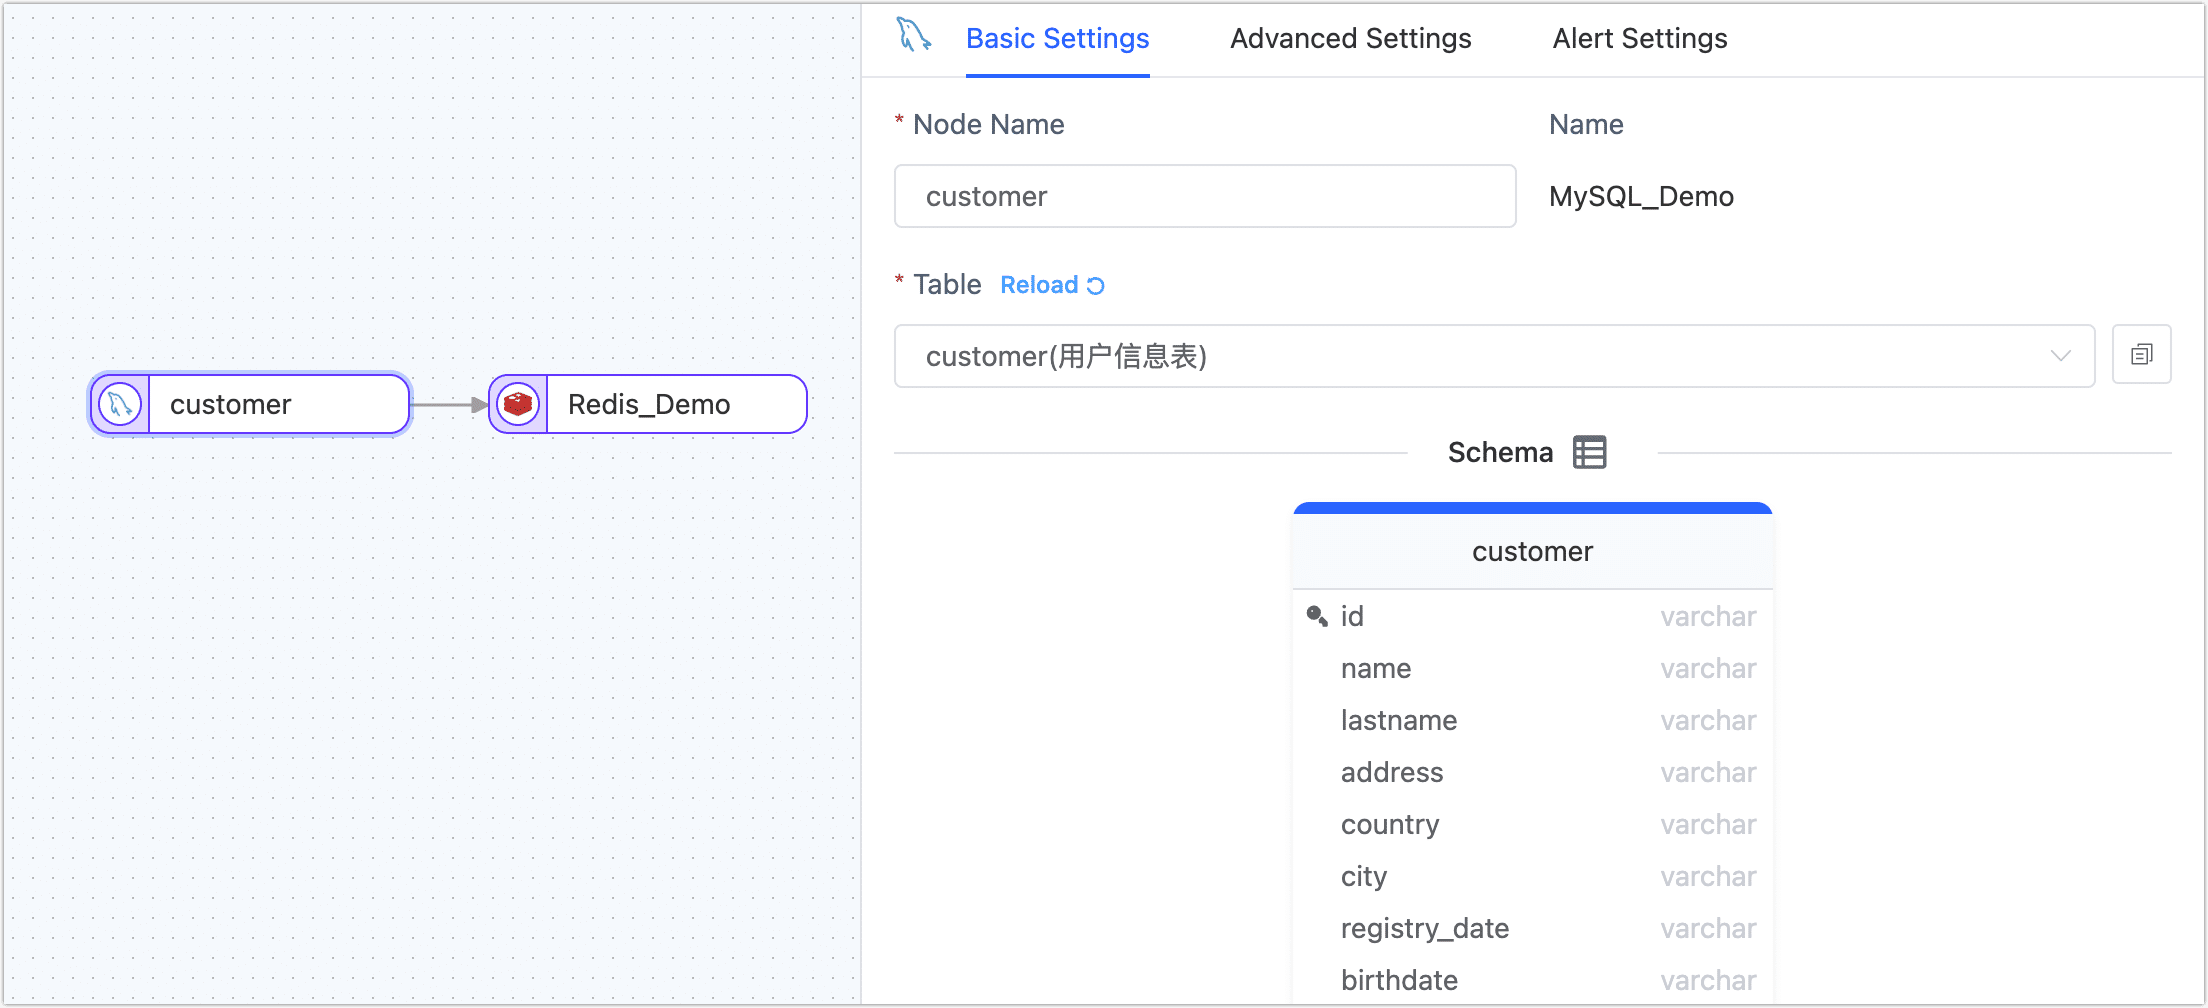 Basic Settings Advanced Settings Alert Settings
* Node Name Name
customer MySQL_Demo
* Table Reload
customer(用户信息表)
customer Redis_Demo
Schema
customer
id varchar
name varchar
lastname varchar
address varchar
country varchar
city varchar
registry_date varchar
birthdate varchar